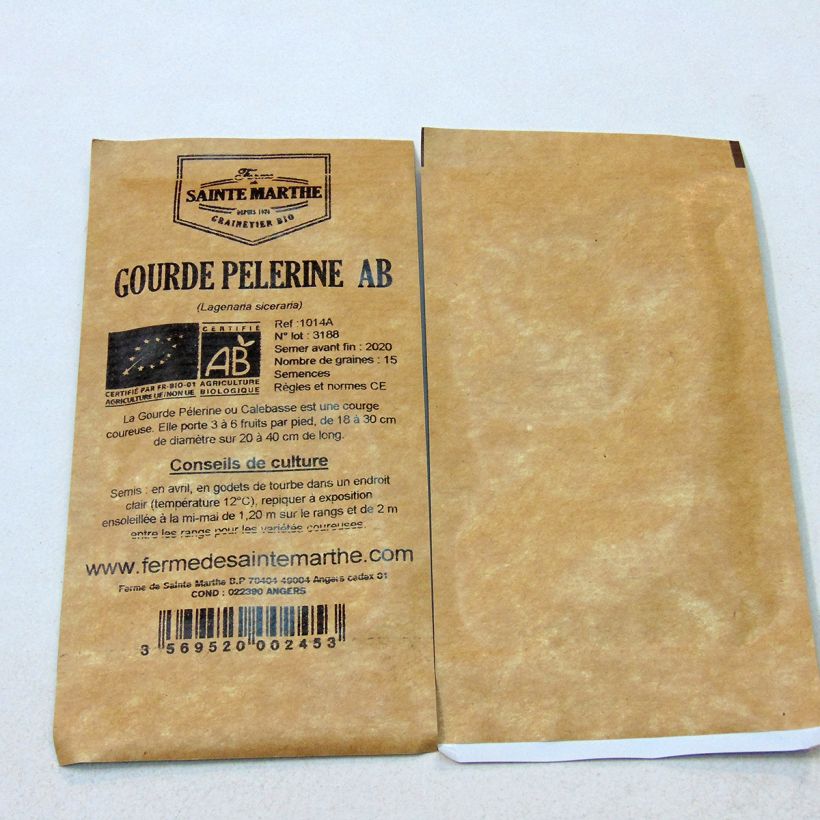 Ferme
de
SAINTE MARTHE
DEPUIS 1974
GRAINETIER BIO
GOURDE PELERINE AB
(Lagenaria siceraria)
CERTIFIÉ
AB
AGRICULTURE
BIOLOGIQUE
CERTIFIÉ PAR FR-BIO-01
AGRICULTURE UE/NON UE
Ref :1014A
N° lot : 3188
Semer avant fin : 2020
Nombre de graines : 15
Semences
Règles et normes CE
La Gourde Pélerine ou Calebasse est une courge
coureuse. Elle porte 3 à 6 fruits par pied, de 18 à 30 cm
de diamètre sur 20 à 40 cm de long.
Conseils de culture
Semis : en avril, en godets de tourbe dans un endroit
clair (température 12°C), repiquer à exposition
ensoleillée à la mi-mai de 1,20 m sur le rangs et de 2 m
entre les rangs pour les variétés coureuses.
www.fermedesaintemarthe.com
Ferme de Sainte Marthe B.P 70404 49004 Angers cedex 01
COND : 022390 ANGERS
3 569520 002453